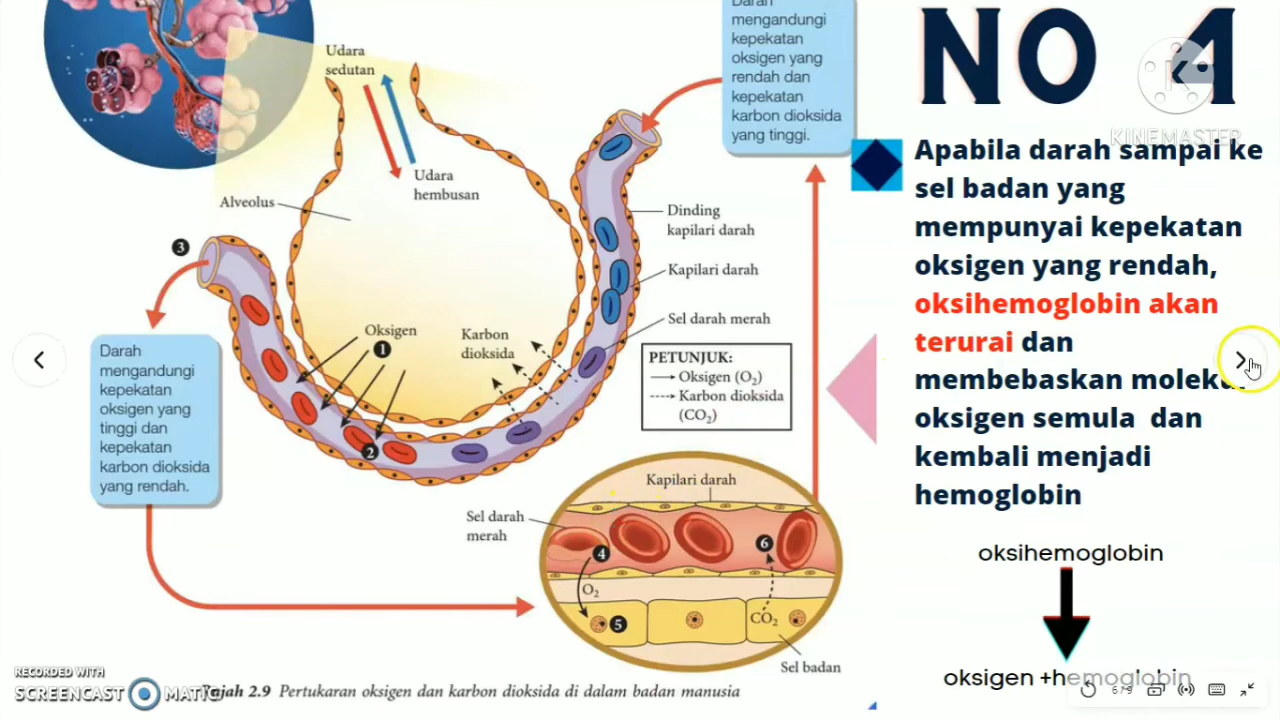 Udara
sedutan
Udara
hembusan
Alveolus
3
Oksigen
1
Karbon
dioksida
2
Darah
mengandungi
kepekatan
oksigen yang
tinggi dan
kepekatan
karbon dioksida
yang rendah.
Darah
mengandungi
kepekatan
oksigen yang
rendah dan
kepekatan
karbon dioksida
yang tinggi.
Dinding
kapilari darah
Kapilari darah
Sel darah merah
PETUNJUK:
Oksigen (O₂)
Karbon dioksida
(CO₂)
Kapilari darah
Sel darah
merah
4
O₂
5
6
CO₂
Sel badan
Rajah 2.9 Pertukaran oksigen dan karbon dioksida di dalam badan manusia
RECORDED WITH
SCREENCAST MATIC
NO 4
KINEMASTER
Apabila darah sampai ke
sel badan yang
mempunyai kepekatan
oksigen yang rendah,
oksihemoglobin akan
terurai dan
membebaskan molekul
oksigen semula dan
kembali menjadi
hemoglobin
oksihemoglobin
oksigen +hemoglobin
6/9